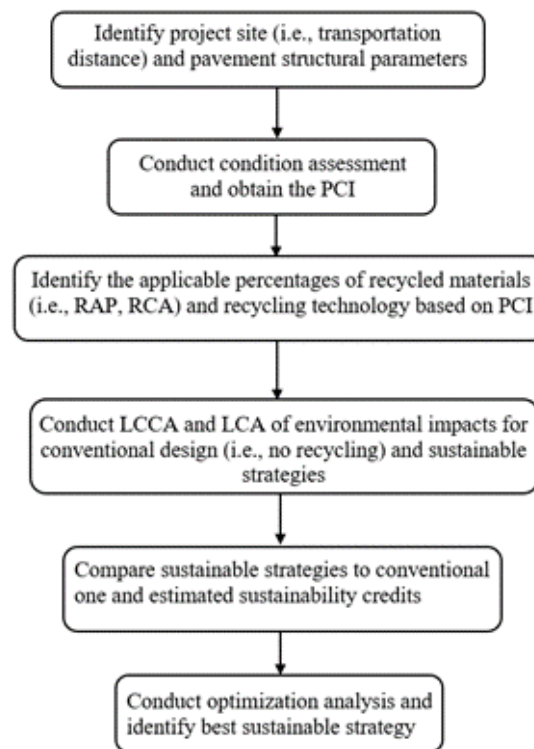 Identify project site (i.e., transportation
distance) and pavement structural parameters
Conduct condition assessment
and obtain the PCI
Identify the applicable percentages of recycled materials
(i.e., RAP, RCA) and recycling technology based on PCI
Conduct LCCA and LCA of environmental impacts for
conventional design (i.e., no recycling) and sustainable
strategies
Compare sustainable strategies to conventional
one and estimated sustainability credits
Conduct optimization analysis and
identify best sustainable strategy